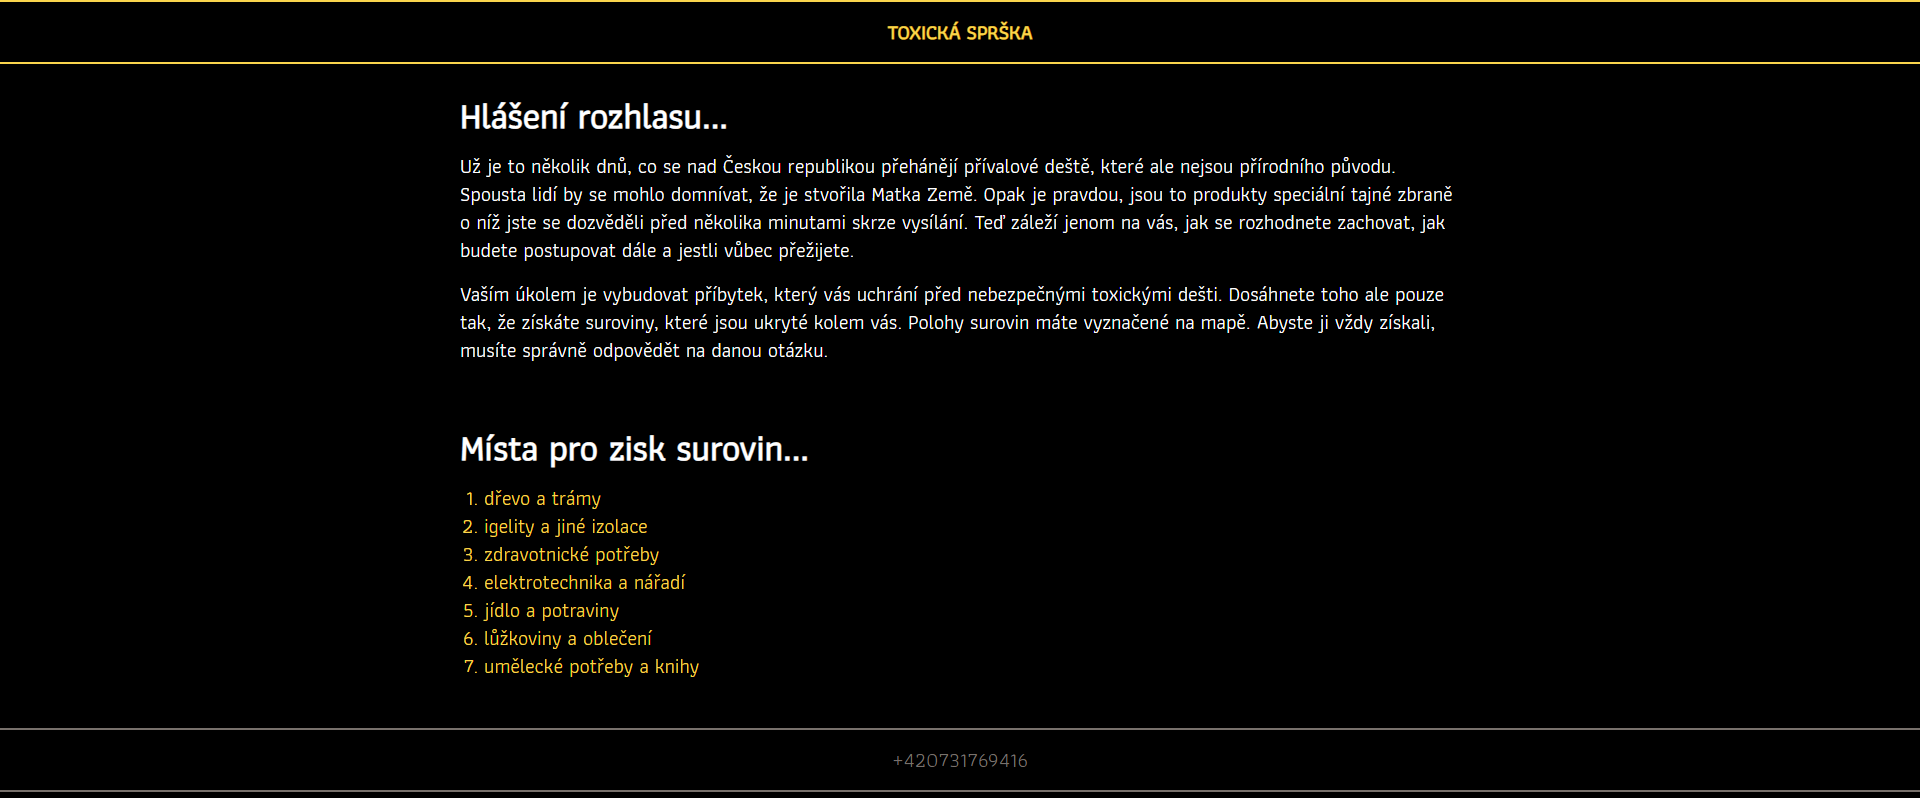 TOXICKÁ SPRŠKA
Hlášení rozhlasu...
Už je to několik dnů, co se nad Českou republikou přehánějí přívalové deště, které ale nejsou přírodního původu.
Spousta lidí by se mohlo domnívat, že je stvořila Matka Země. Opak je pravdou, jsou to produkty speciální tajné zbraně
o níž jste se dozvěděli před několika minutami skrze vysílání. Teď záleží jenom na vás, jak se rozhodnete zachovat, jak
budete postupovat dále a jestli vůbec přežijete.
Vaším úkolem je vybudovat příbytek, který vás uchrání před nebezpečnými toxickými dešti. Dosáhnete toho ale pouze
tak, že získáte suroviny, které jsou ukryté kolem vás. Polohy surovin máte vyznačené na mapě. Abyste ji vždy získali,
musíte správně odpovědět na danou otázku.
Místa pro zisk surovin...
1. dřevo a trámy
2. igelity a jiné izolace
3. zdravotnické potřeby
4. elektrotechnika a nářadí
5. jídlo a potraviny
6. lůžkoviny a oblečení
7. umělecké potřeby a knihy
+420731769416